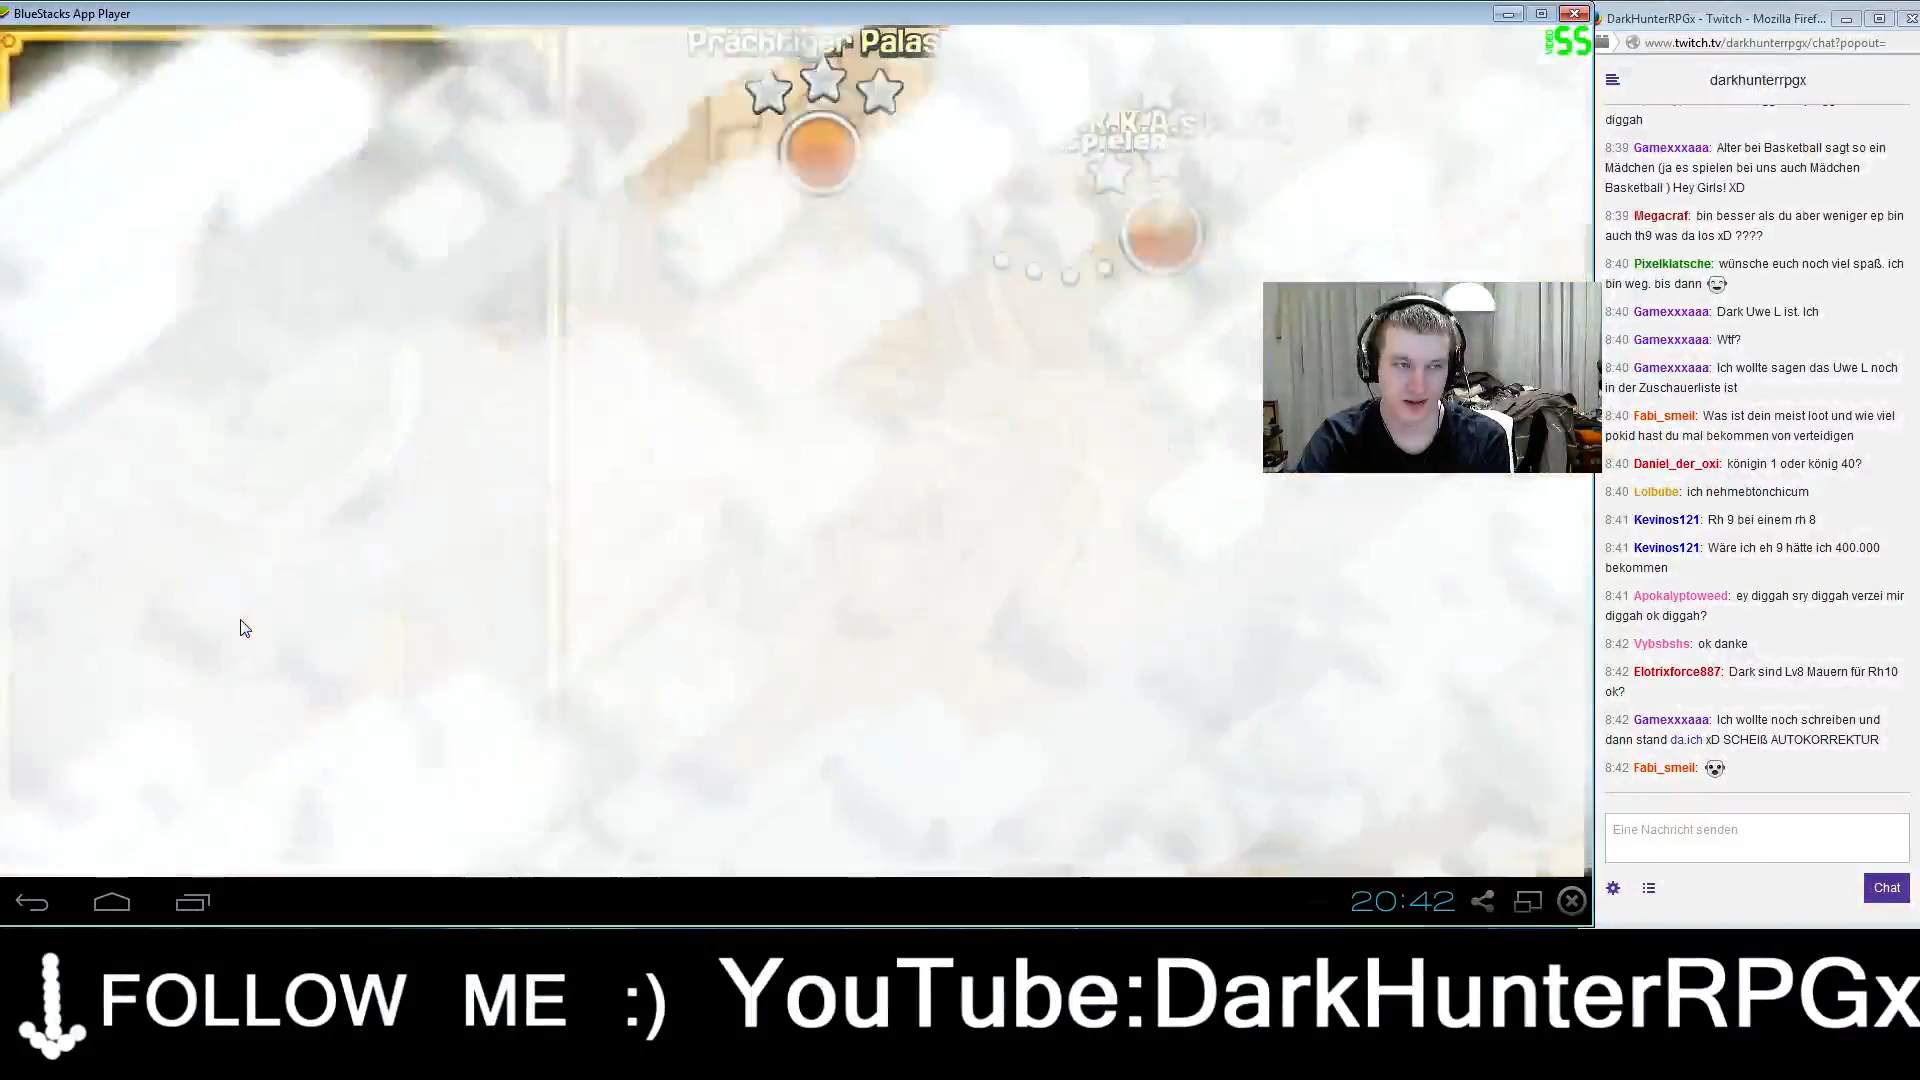 BlueStacks App Player
DarkHunterRPGx - Twitch - Mozilla Firef...
VIDEO
55
www.twitch.tv/darkhunterrpgx/chat?popout=
Prächtiger Palas
darkhunterrpgx
diggah
8:39 Gamexxxaaa: Alter bei Basketball sagt so ein
Mädchen (ja es spielen bei uns auch Mädchen
Basketball ) Hey Girls! XD
8:39 Megacraf: bin besser als du aber weniger ep bin
auch th9 was da los xD ????
8:40 Pixelklatsche: wünsche euch noch viel spaß. ich
bin weg. bis dann
8:40 Gamexxxaaa: Dark Uwe L ist. Ich
8:40 Gamexxxaaa: Wtf?
8:40 Gamexxxaaa: Ich wollte sagen das Uwe L noch
in der Zuschauerliste ist
8:40 Fabi_smeil: Was ist dein meist loot und wie viel
pokid hast du mal bekommen von verteidigen
8:40 Daniel_der_oxi: königin 1 oder könig 40?
8:40 Lolbube: ich nehmebtonchicum
8:41 Kevinos121: Rh 9 bei einem rh 8
8:41 Kevinos121: Wäre ich eh 9 hätte ich 400.000
bekommen
8:41 Apokalyptoweed: ey diggah sry diggah verzei mir
diggah ok diggah?
8:42 Vybsbshs: ok danke
8:42 Elotrixforce887: Dark sind Lv8 Mauern für Rh10
ok?
8:42 Gamexxxaaa: Ich wollte noch schreiben und
dann stand da.ich xD SCHEIß AUTOKORREKTUR
8:42 Fabi_smeil:
Eine Nachricht senden
Chat
20:42
FOLLOW ME :) YouTube:DarkHunterRPGx